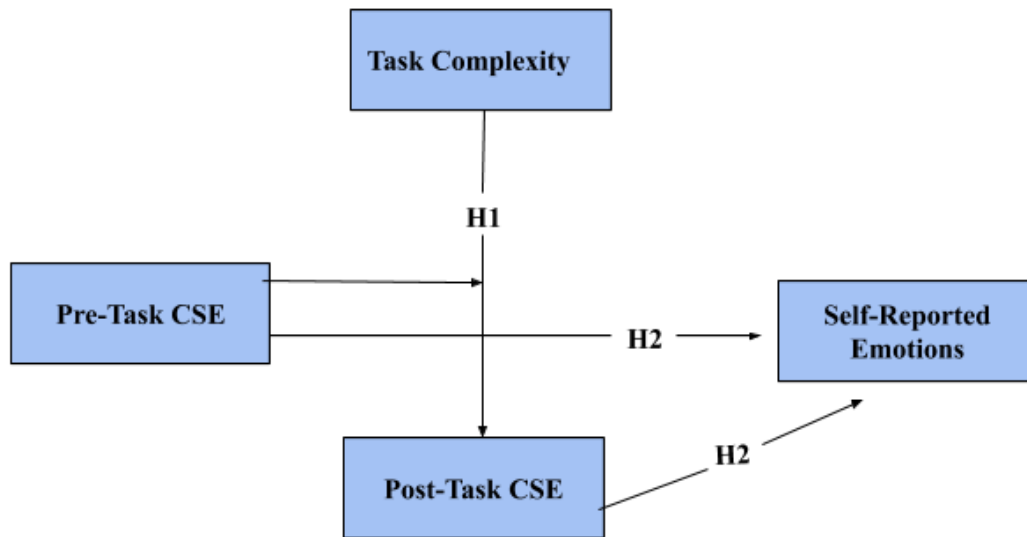 Task Complexity
H1
Pre-Task CSE
H2
Self-Reported
Emotions
H2
Post-Task CSE